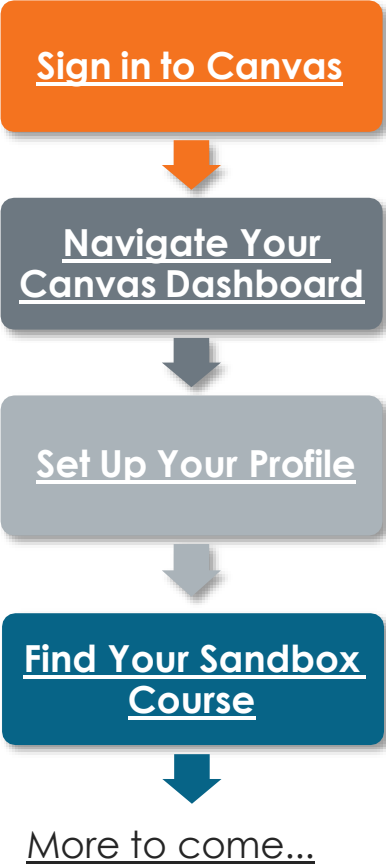 Sign in to Canvas
Navigate Your
Canvas Dashboard
Set Up Your Profile
Find Your Sandbox
Course
More to come...